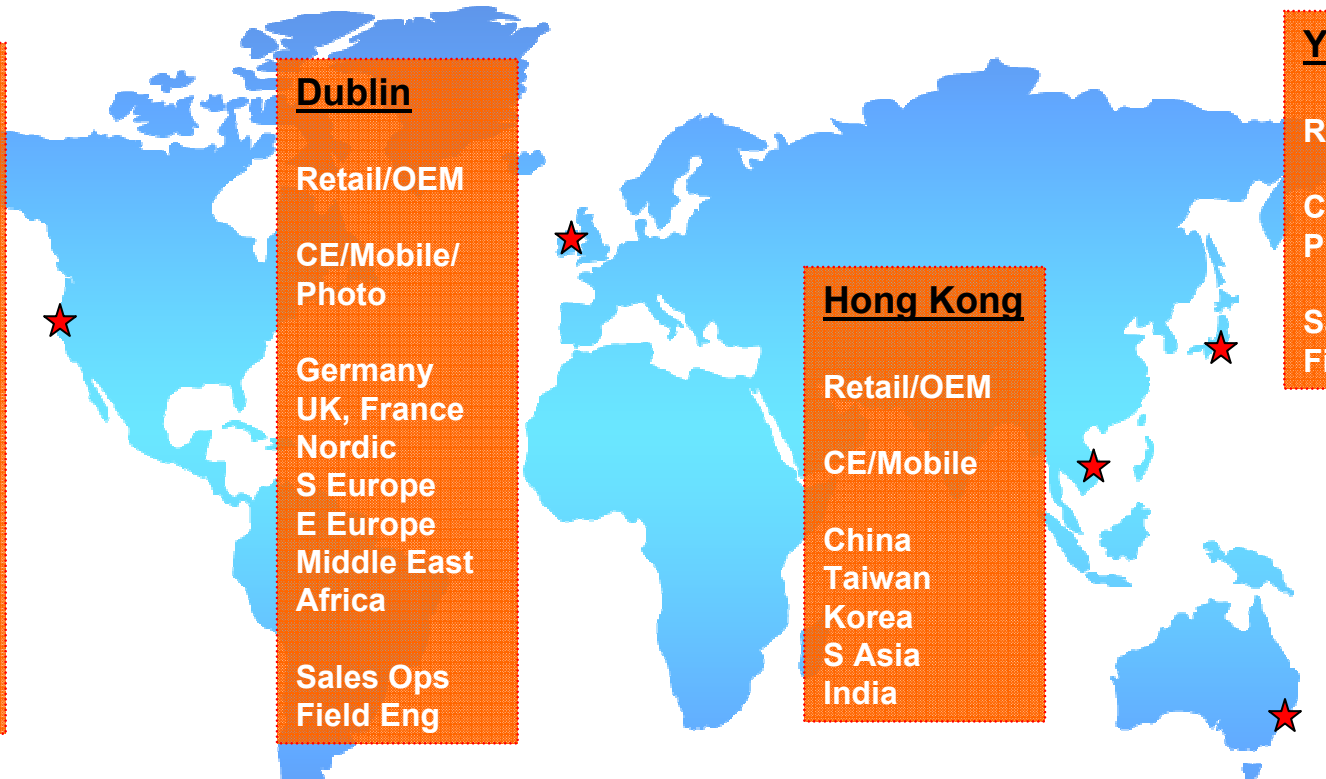 Dublin
Retail/OEM
CE/Mobile/
Photo
Germany
UK, France
Nordic
S Europe
E Europe
Middle East
Africa
Sales Ops
Field Eng
Hong Kong
Retail/OEM
CE/Mobile
China
Taiwan
Korea
S Asia
India